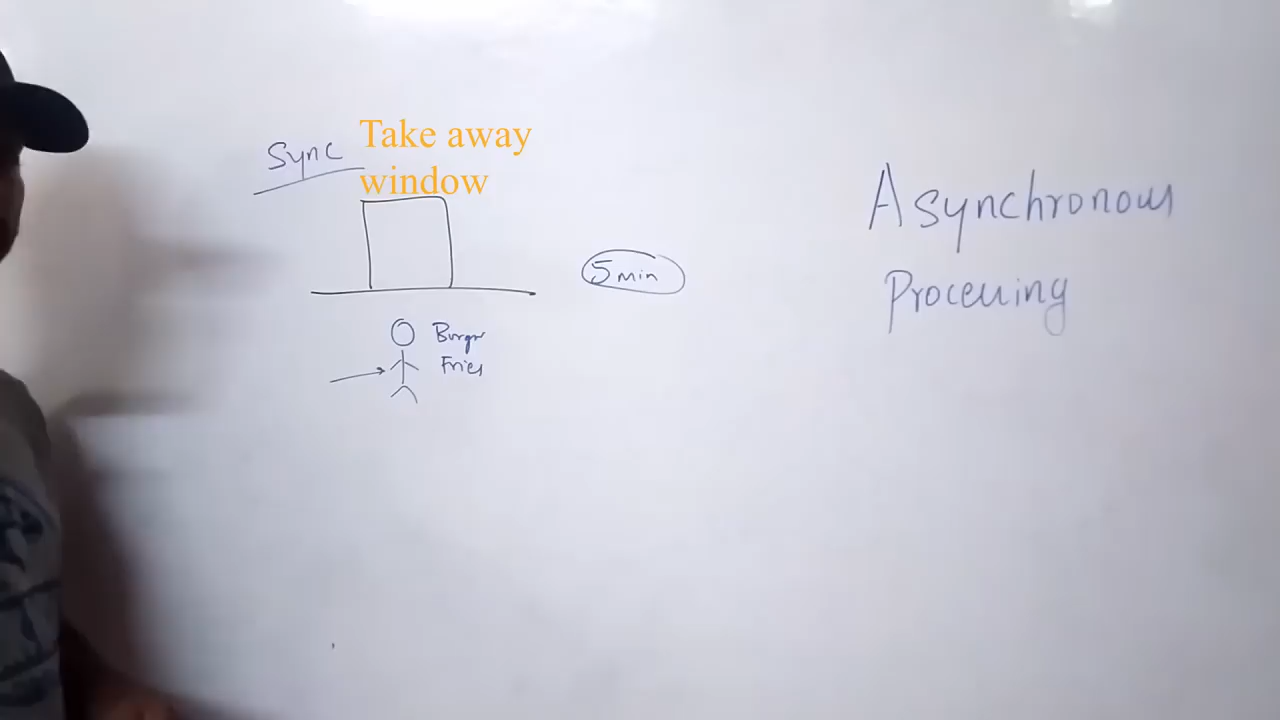 Sync
Take away
window
5 min
Burger
Fries
Asynchronous
Processing